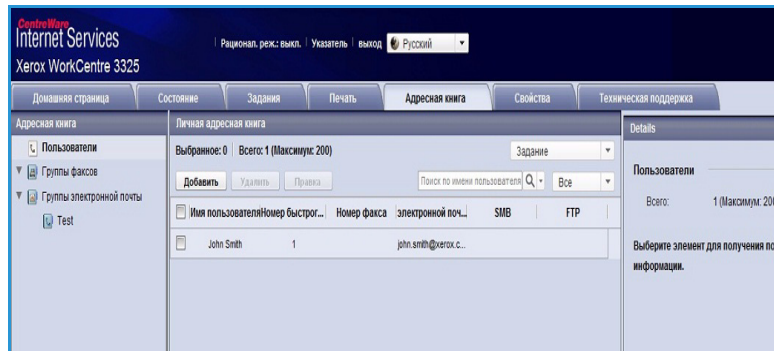 CentreWare
Internet Services
Xerox WorkCentre 3325
Рационал. реж.: выкл. Указатель выход Русский
Домашняя страница Состояние Задания Печать Адресная книга Свойства Техническая поддержка
Адресная книга
Пользователи
Группы факсов
Группы электронной почты
Test
Личная адресная книга
Выбранное: 0 Всего: 1 (Максимум: 200)
Задание
Добавить Удалить Правка
Поиск по имени пользователя Все
Имя пользователя Номер быстрог... Номер факса электронной поч... SMB FTP
John Smith 1 john.smith@xerox.c...
Details
Пользователи
Всего: 1 (Максимум: 200
Выберите элемент для получения по
информации.